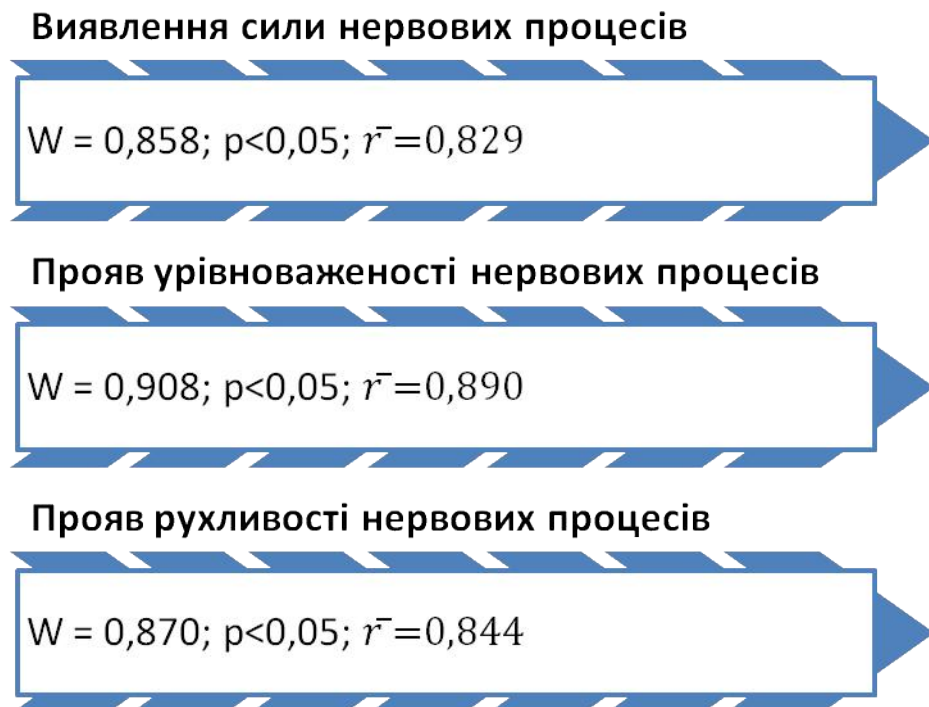 Виявлення сили нервових процесів
W = 0,858; p<0,05; r̄ =0,829
Прояв урівноваженості нервових процесів
W = 0,908; p<0,05; r̄ =0,890
Прояв рухливості нервових процесів
W = 0,870; p<0,05; r̄ =0,844